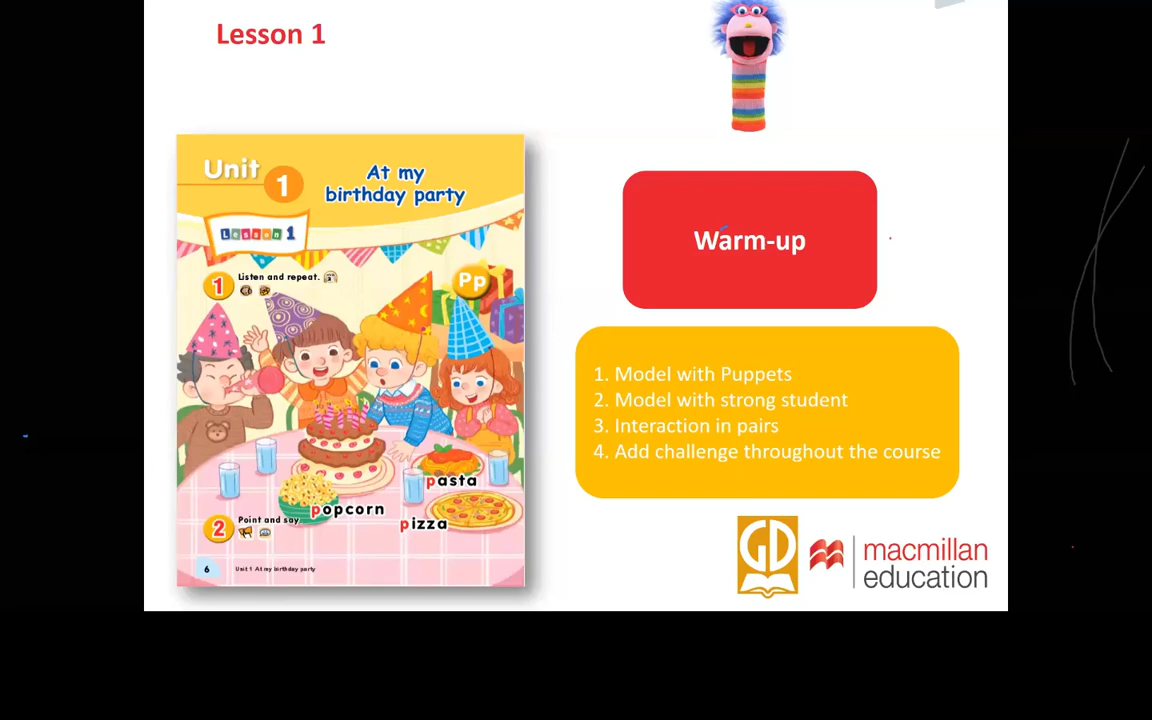 Lesson 1
Unit 1
At my
birthday party
Lesson 1
1 Listen and repeat.
Pp
pasta
popcorn
pizza
2 Point and say
6 Unit 1 At my birthday party
Warm-up
1. Model with Puppets
2. Model with strong student
3. Interaction in pairs
4. Add challenge throughout the course
GD
macmillan
education